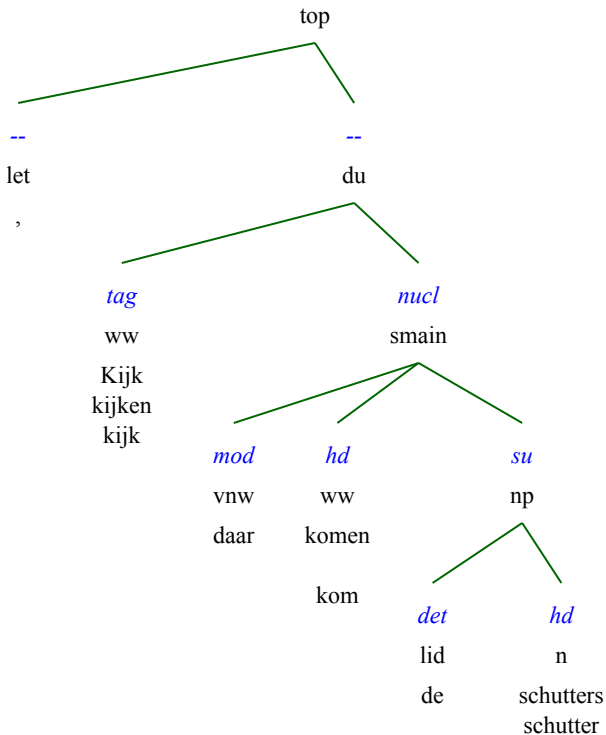 top
-- --
let du
,
tag nucl
ww smain
Kijk
kijken
kijk
mod hd su
vnw ww np
daar komen
kom
det hd
lid n
de schutters
schutter